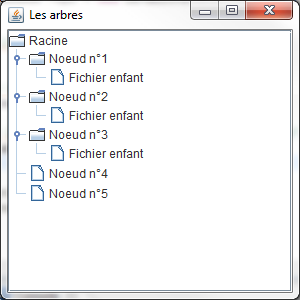 Les arbres
Racine
Noeud n°1
Fichier enfant
Noeud n°2
Fichier enfant
Noeud n°3
Fichier enfant
Noeud n°4
Noeud n°5